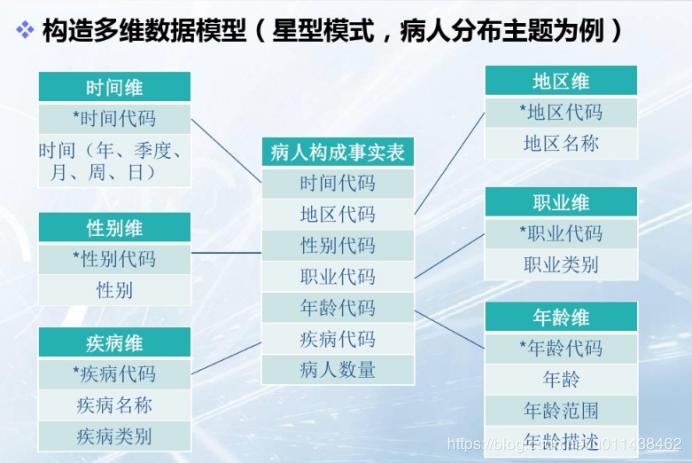 构造多维数据模型（星型模式，病人分布主题为例）
时间维
*时间代码
时间（年、季度、
月、周、日）
性别维
*性别代码
性别
疾病维
*疾病代码
疾病名称
疾病类别
病人构成事实表
时间代码
地区代码
性别代码
职业代码
年龄代码
疾病代码
病人数量
地区维
*地区代码
地区名称
职业维
*职业代码
职业类别
年龄维
*年龄代码
年龄
年龄范围
年龄描述